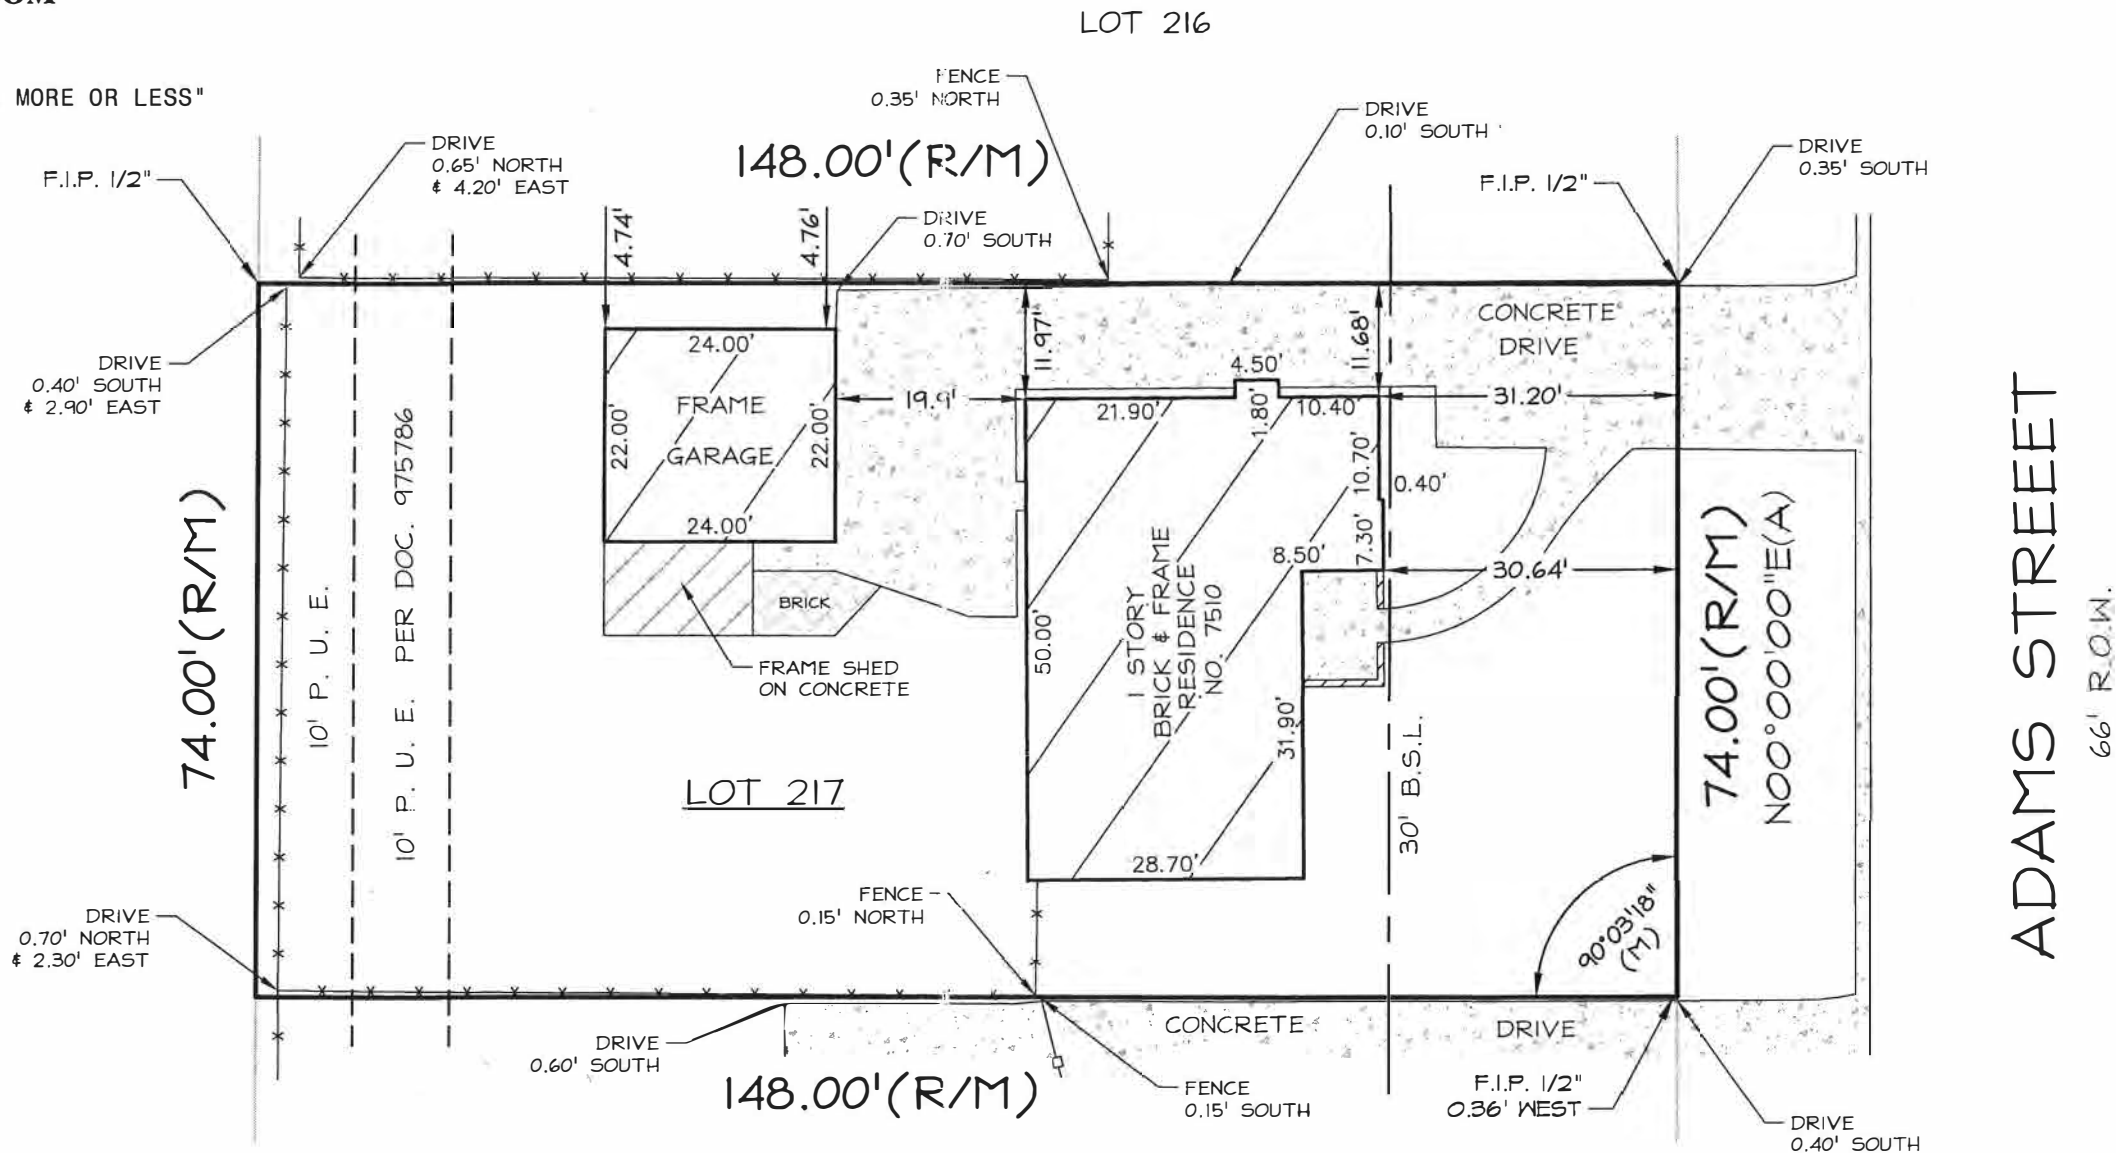 LOT 216
MORE OR LESS"
FENCE
0.35' NORTH
DRIVE
0.10' SOUTH
DRIVE
0.65' NORTH
& 4.20' EAST
148.00'(R/M)
DRIVE
0.35' SOUTH
F.I.P. 1/2"
F.I.P. 1/2"
4.74'
4.76'
DRIVE
0.70' SOUTH
CONCRETE
DRIVE
11.97'
11.68'
24.00'
DRIVE
0.40' SOUTH
& 2.90' EAST
4.50'
FRAME
GARAGE
22.00'
22.00'
19.9'
21.90'
1.80'
10.40'
31.20'
10.70'
0.40'
24.00'
7.30'
8.50'
30.64'
BRICK
FRAME SHED
ON CONCRETE
10' P. U. E.
10' P. U. E. PER DOC. 975786
74.00'(R/M)
50.00'
1 STORY
BRICK & FRAME
RESIDENCE
NO. 7510
31.90'
30' B.S.L.
74.00'(R/M)
N00°00'00"E(A)
ADAMS STREEET
66' R.O.W.
LOT 217
28.70'
FENCE
0.15' NORTH
DRIVE
0.70' NORTH
& 2.30' EAST
90°03'18"
(M)
CONCRETE
DRIVE
DRIVE
0.60' SOUTH
148.00'(R/M)
FENCE
0.15' SOUTH
F.I.P. 1/2"
0.36' WEST
DRIVE
0.40' SOUTH